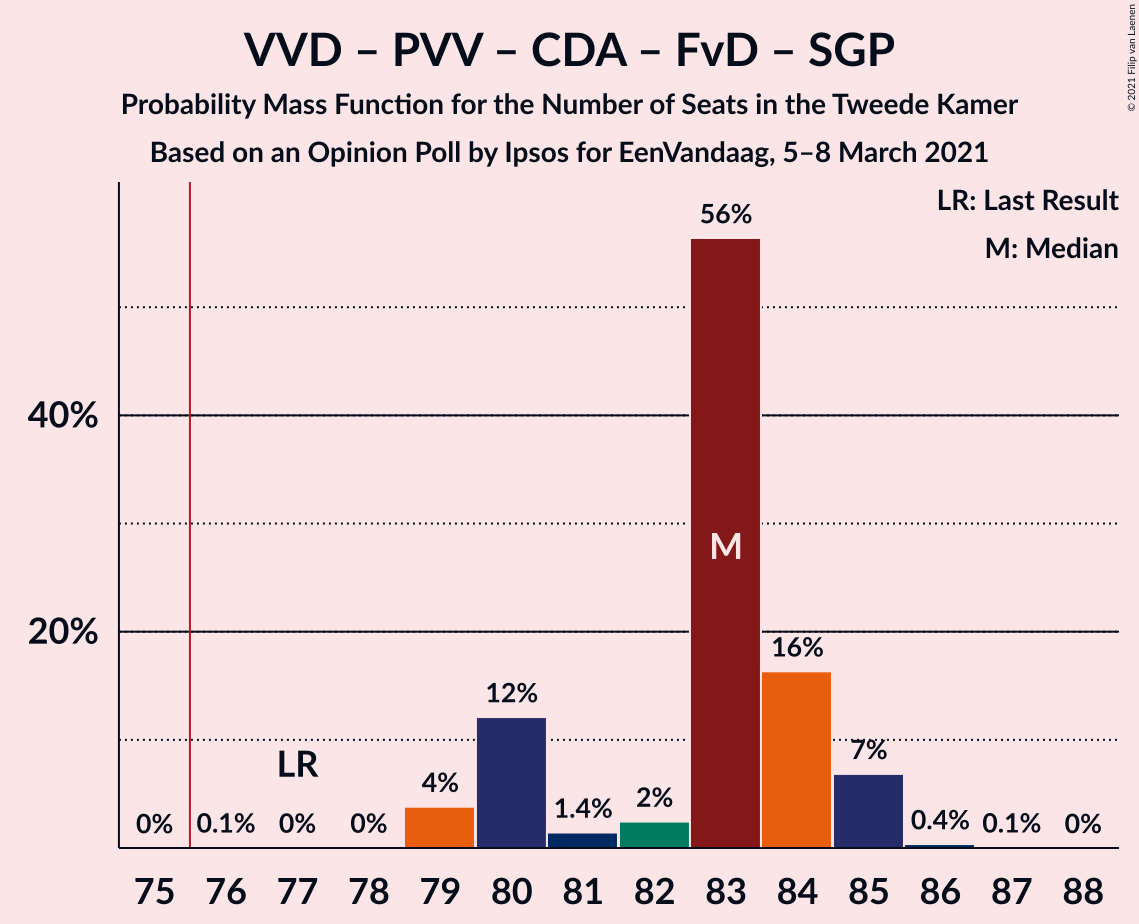 VVD – PVV – CDA – FvD – SGP
Probability Mass Function for the Number of Seats in the Tweede Kamer
Based on an Opinion Poll by Ipsos for EenVandaag, 5–8 March 2021
© 2021 Filip van Laenen
LR: Last Result
M: Median
56%
40%
M
20%
16%
12%
7%
LR
4%
2%
1.4%
0% 0.1% 0% 0% 0.4% 0.1% 0%
75 76 77 78 79 80 81 82 83 84 85 86 87 88